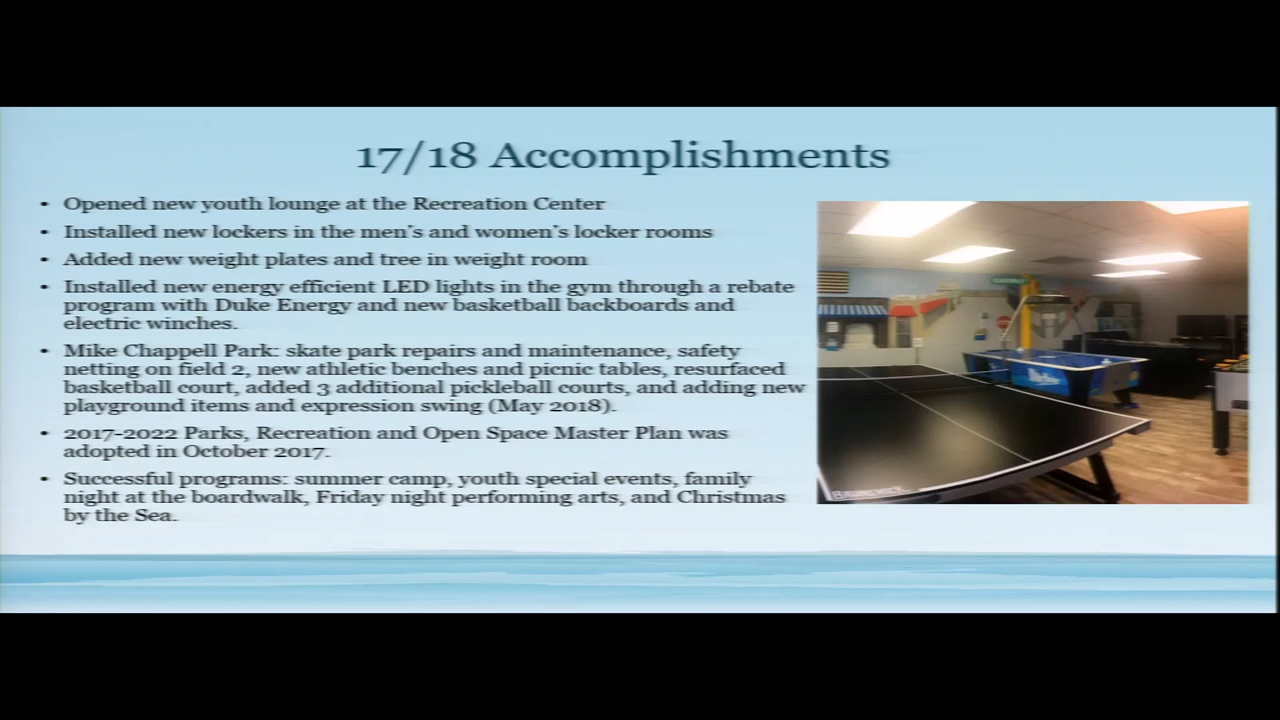 17/18 Accomplishments
• Opened new youth lounge at the Recreation Center
• Installed new lockers in the men's and women's locker rooms
• Added new weight plates and tree in weight room
• Installed new energy efficient LED lights in the gym through a rebate
program with Duke Energy and new basketball backboards and
electric winches.
• Mike Chappell Park: skate park repairs and maintenance, safety
netting on field 2, new athletic benches and picnic tables, resurfaced
basketball court, added 3 additional pickleball courts, and adding new
playground items and expression swing (May 2018).
• 2017-2022 Parks, Recreation and Open Space Master Plan was
adopted in October 2017.
• Successful programs: summer camp, youth special events, family
night at the boardwalk, Friday night performing arts, and Christmas
by the Sea.